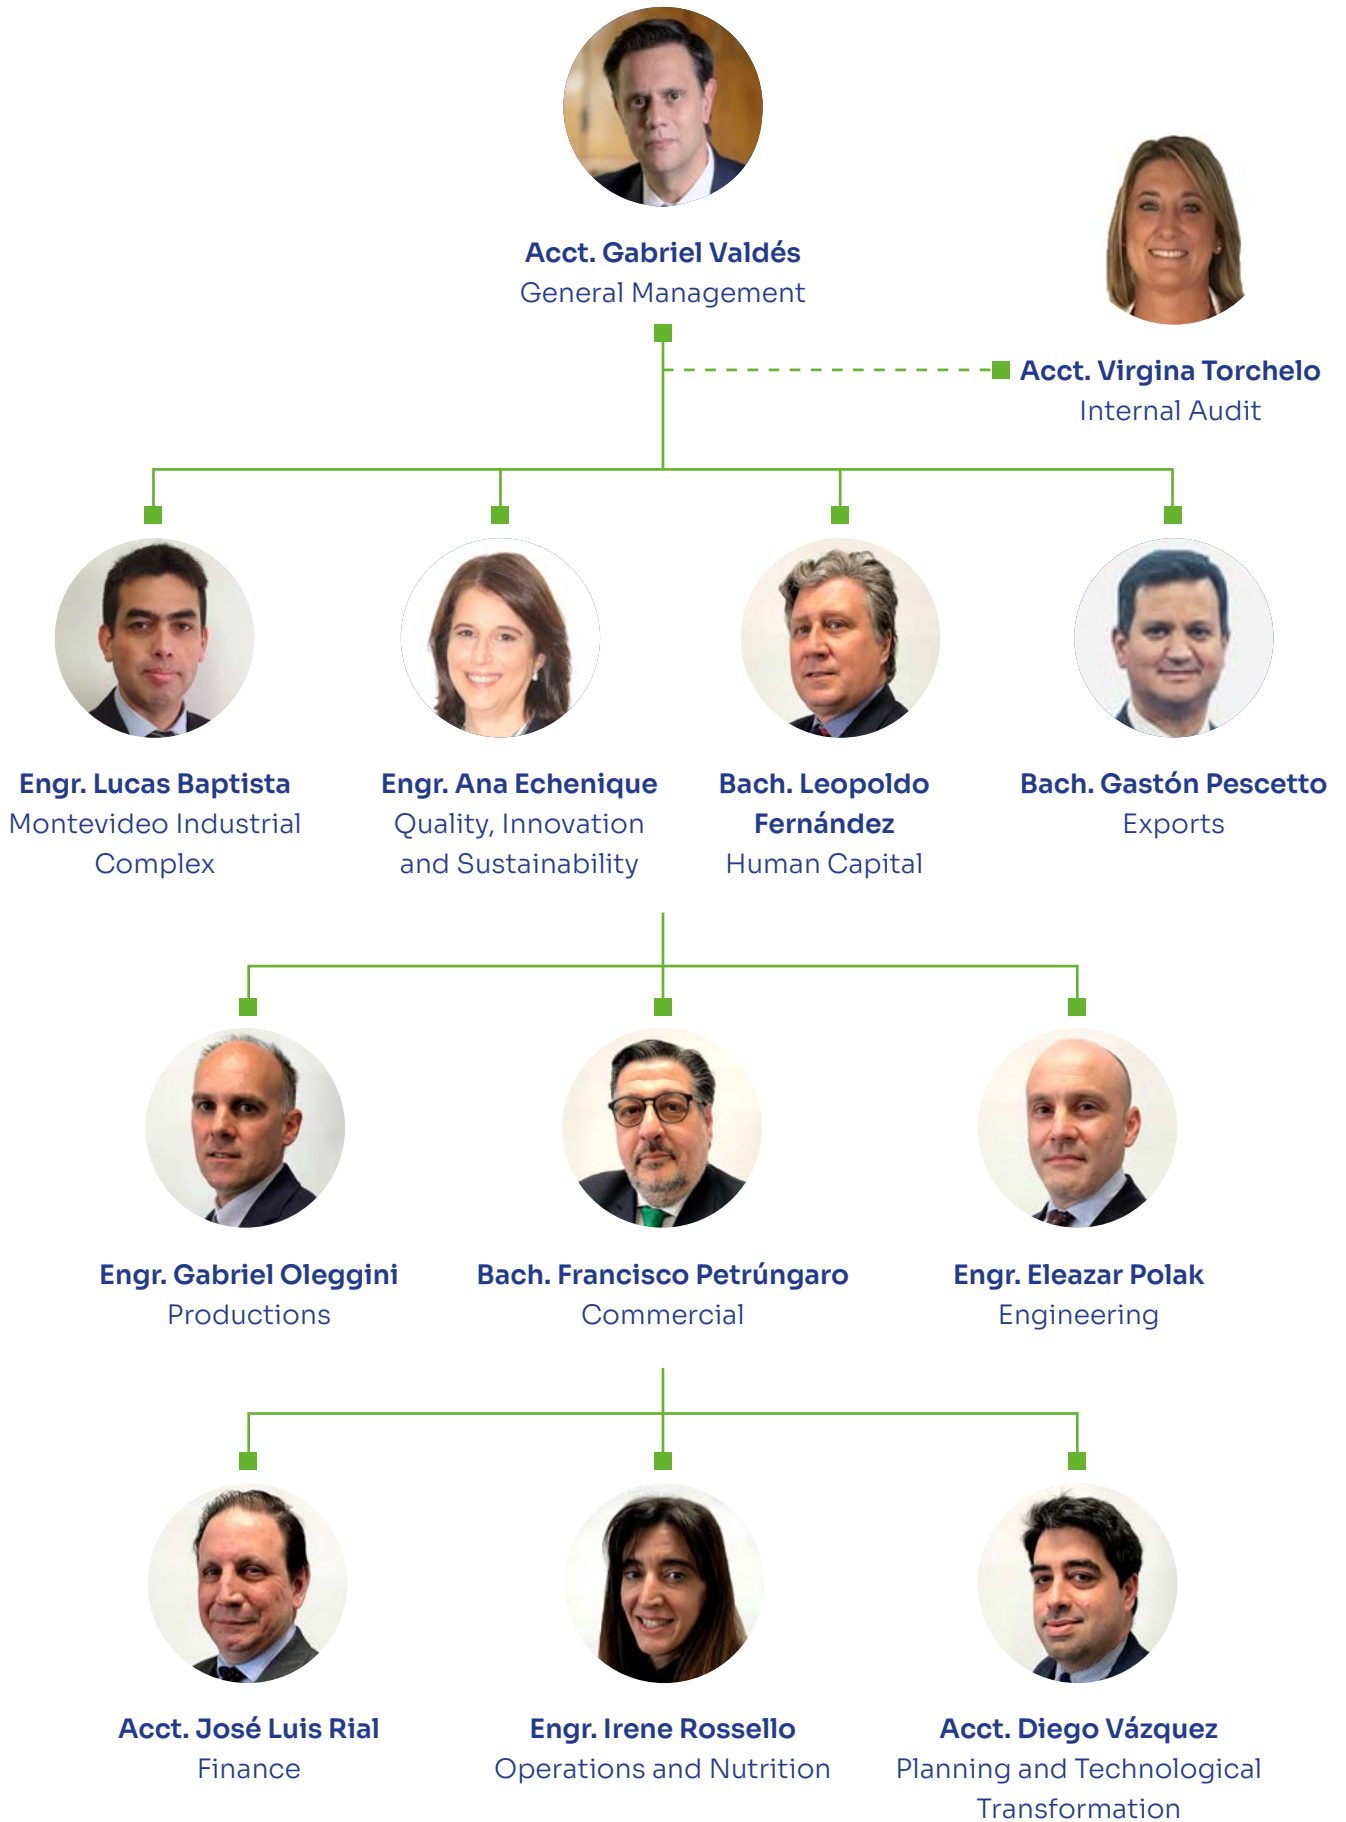 Acct. Gabriel Valdés
General Management
Acct. Virgina Torchelo
Internal Audit
Engr. Lucas Baptista
Montevideo Industrial
Complex
Engr. Ana Echenique
Quality, Innovation
and Sustainability
Bach. Leopoldo
Fernández
Human Capital
Bach. Gastón Pescetto
Exports
Engr. Gabriel Oleggini
Productions
Bach. Francisco Petrúngaro
Commercial
Engr. Eleazar Polak
Engineering
Acct. José Luis Rial
Finance
Engr. Irene Rossello
Operations and Nutrition
Acct. Diego Vázquez
Planning and Technological
Transformation